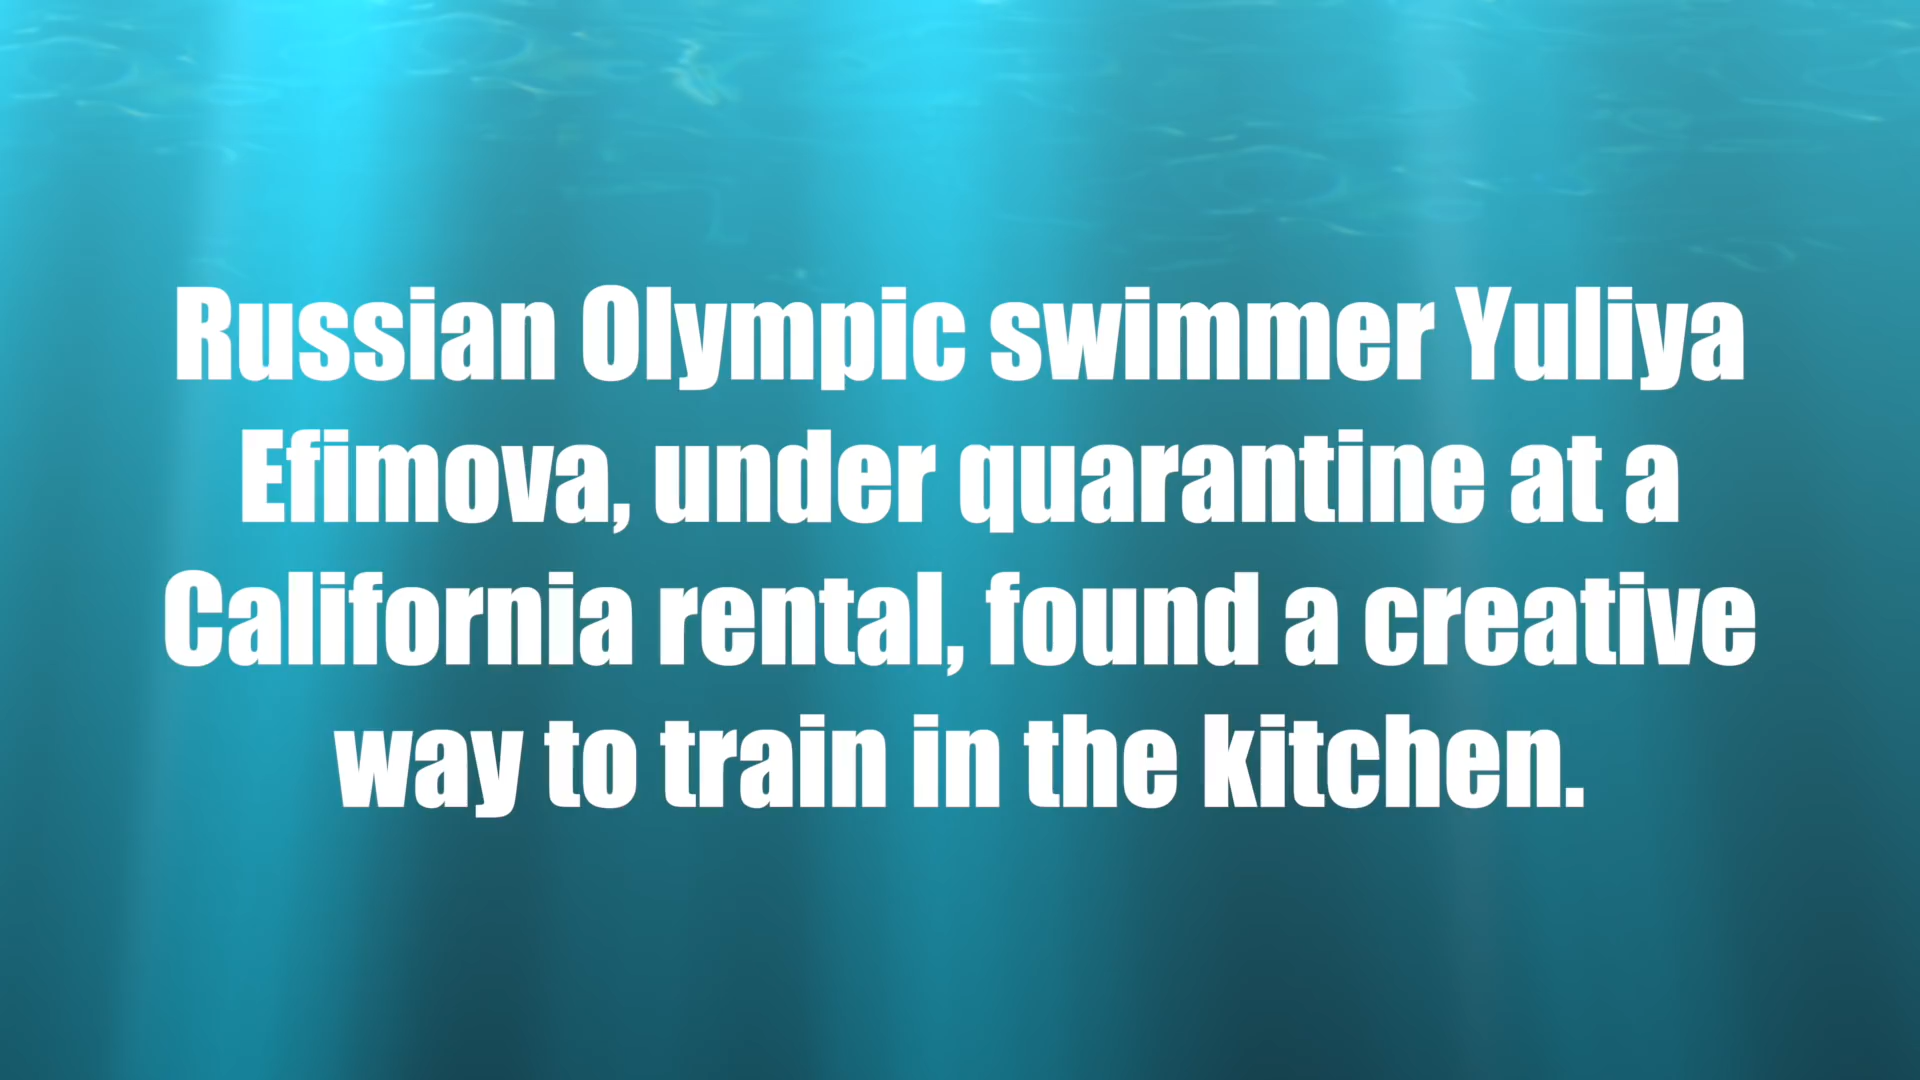 Russian Olympic swimmer Yuliya
Efimova, under quarantine at a
California rental, found a creative
way to train in the kitchen.